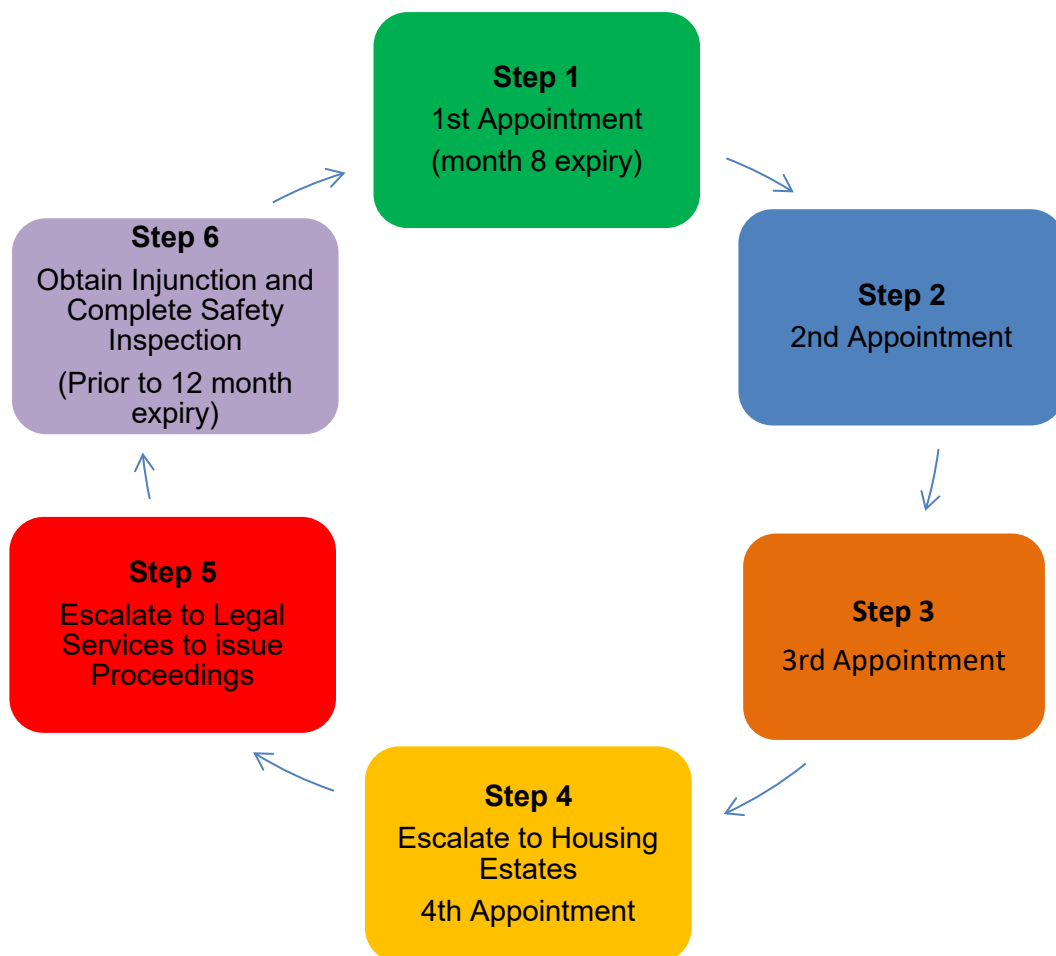 Step 1
1st Appointment
(month 8 expiry)
Step 2
2nd Appointment
Step 3
3rd Appointment
Step 4
Escalate to Housing
Estates
4th Appointment
Step 5
Escalate to Legal
Services to issue
Proceedings
Step 6
Obtain Injunction and
Complete Safety
Inspection
(Prior to 12 month
expiry)